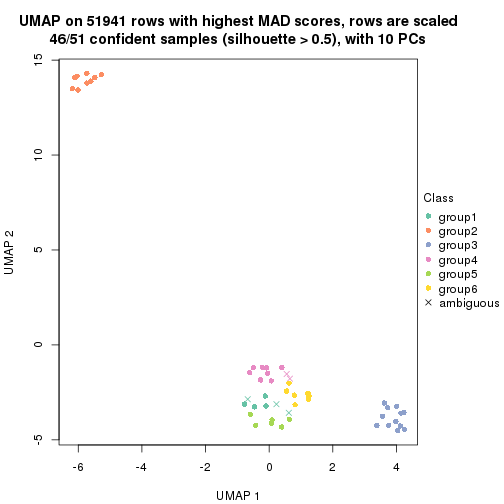 UMAP on 51941 rows with highest MAD scores, rows are scaled
46/51 confident samples (silhouette > 0.5), with 10 PCs
15
10
5
0
-5
UMAP 2
-6
-4
-2
0
2
4
UMAP 1
Class
group1
group2
group3
group4
group5
group6
ambiguous